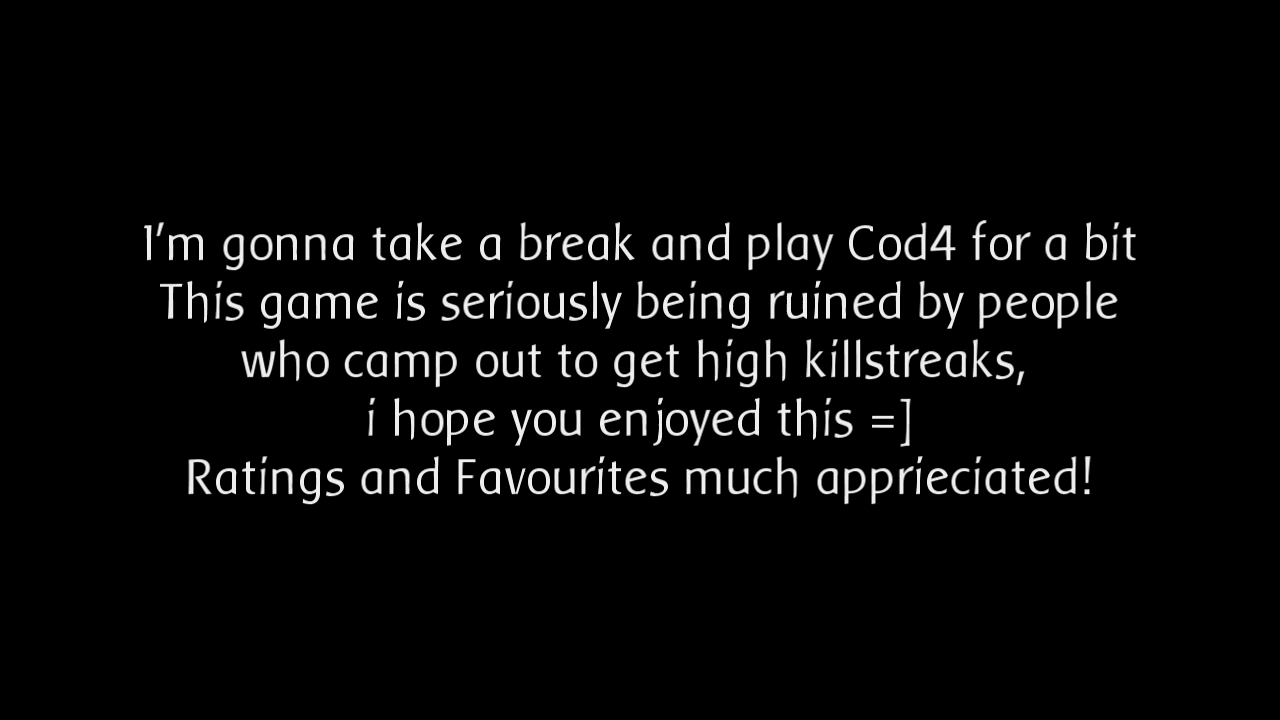 I'm gonna take a break and play Cod4 for a bit
This game is seriously being ruined by people
who camp out to get high killstreaks,
i hope you enjoyed this =]
Ratings and Favourites much apprieciated!